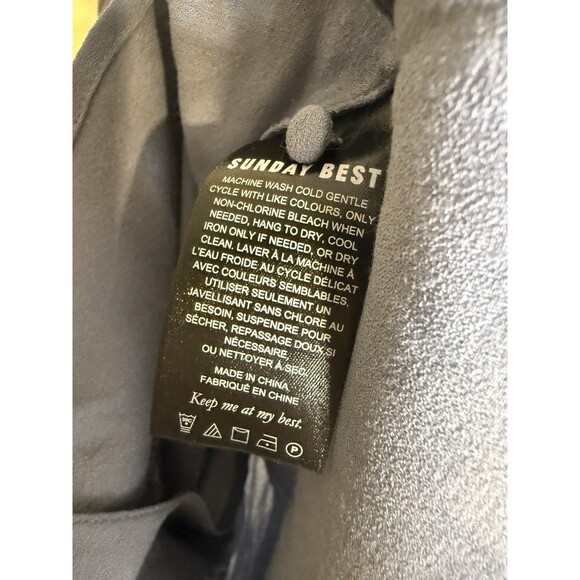 SUNDAY BEST
MACHINE WASH COLD GENTLE
CYCLE WITH LIKE COLOURS, ONLY
NON-CHLORINE BLEACH WHEN
NEEDED, HANG TO DRY, COOL
IRON ONLY IF NEEDED, OR DRY
CLEAN. LAVER À LA MACHINE À
L'EAU FROIDE AU CYCLE DÉLICAT
AVEC COULEURS SEMBLABLES,
UTILISER SEULEMENT UN
JAVELLISANT SANS CHLORE AU
BESOIN, SUSPENDRE POUR
SÉCHER, REPASSAGE DOUX SI
NÉCESSAIRE
OU NETTOYER À SEC.
MADE IN CHINA
FABRIQUÉ EN CHINE
Keep me at my best.
30C
P